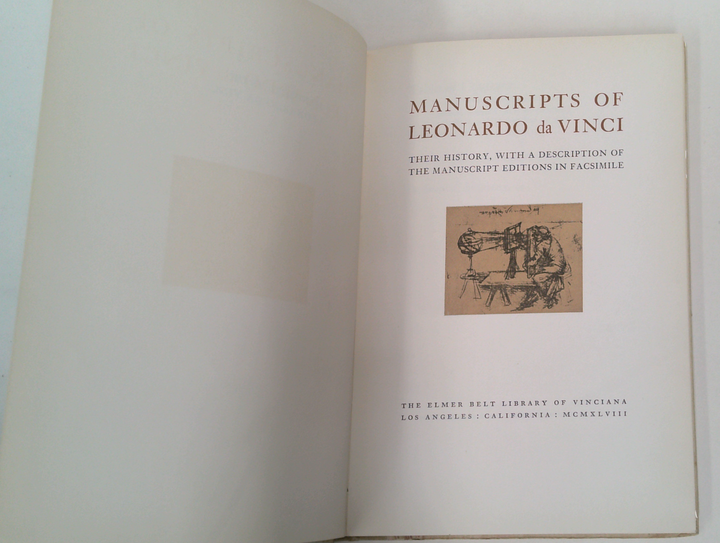 MANUSCRIPTS OF
LEONARDO da VINCI
THEIR HISTORY, WITH A DESCRIPTION OF
THE MANUSCRIPT EDITIONS IN FACSIMILE
THE ELMER BELT LIBRARY OF VINCIANA
LOS ANGELES : CALIFORNIA : MCMXLVIII